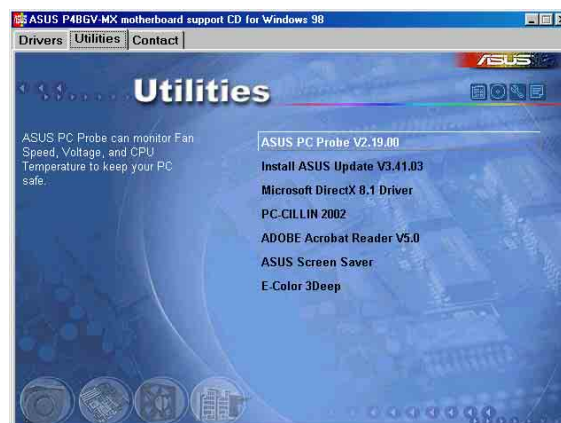 ASUS P4BGV-MX motherboard support CD for Windows 98
Drivers Utilities Contact
ASUS
Utilities
ASUS PC Probe can monitor Fan
Speed, Voltage, and CPU
Temperature to keep your PC
safe.
ASUS PC Probe V2.19.00
Install ASUS Update V3.41.03
Microsoft DirectX 8.1 Driver
PC-CILLIN 2002
ADOBE Acrobat Reader V5.0
ASUS Screen Saver
E-Color 3Deep